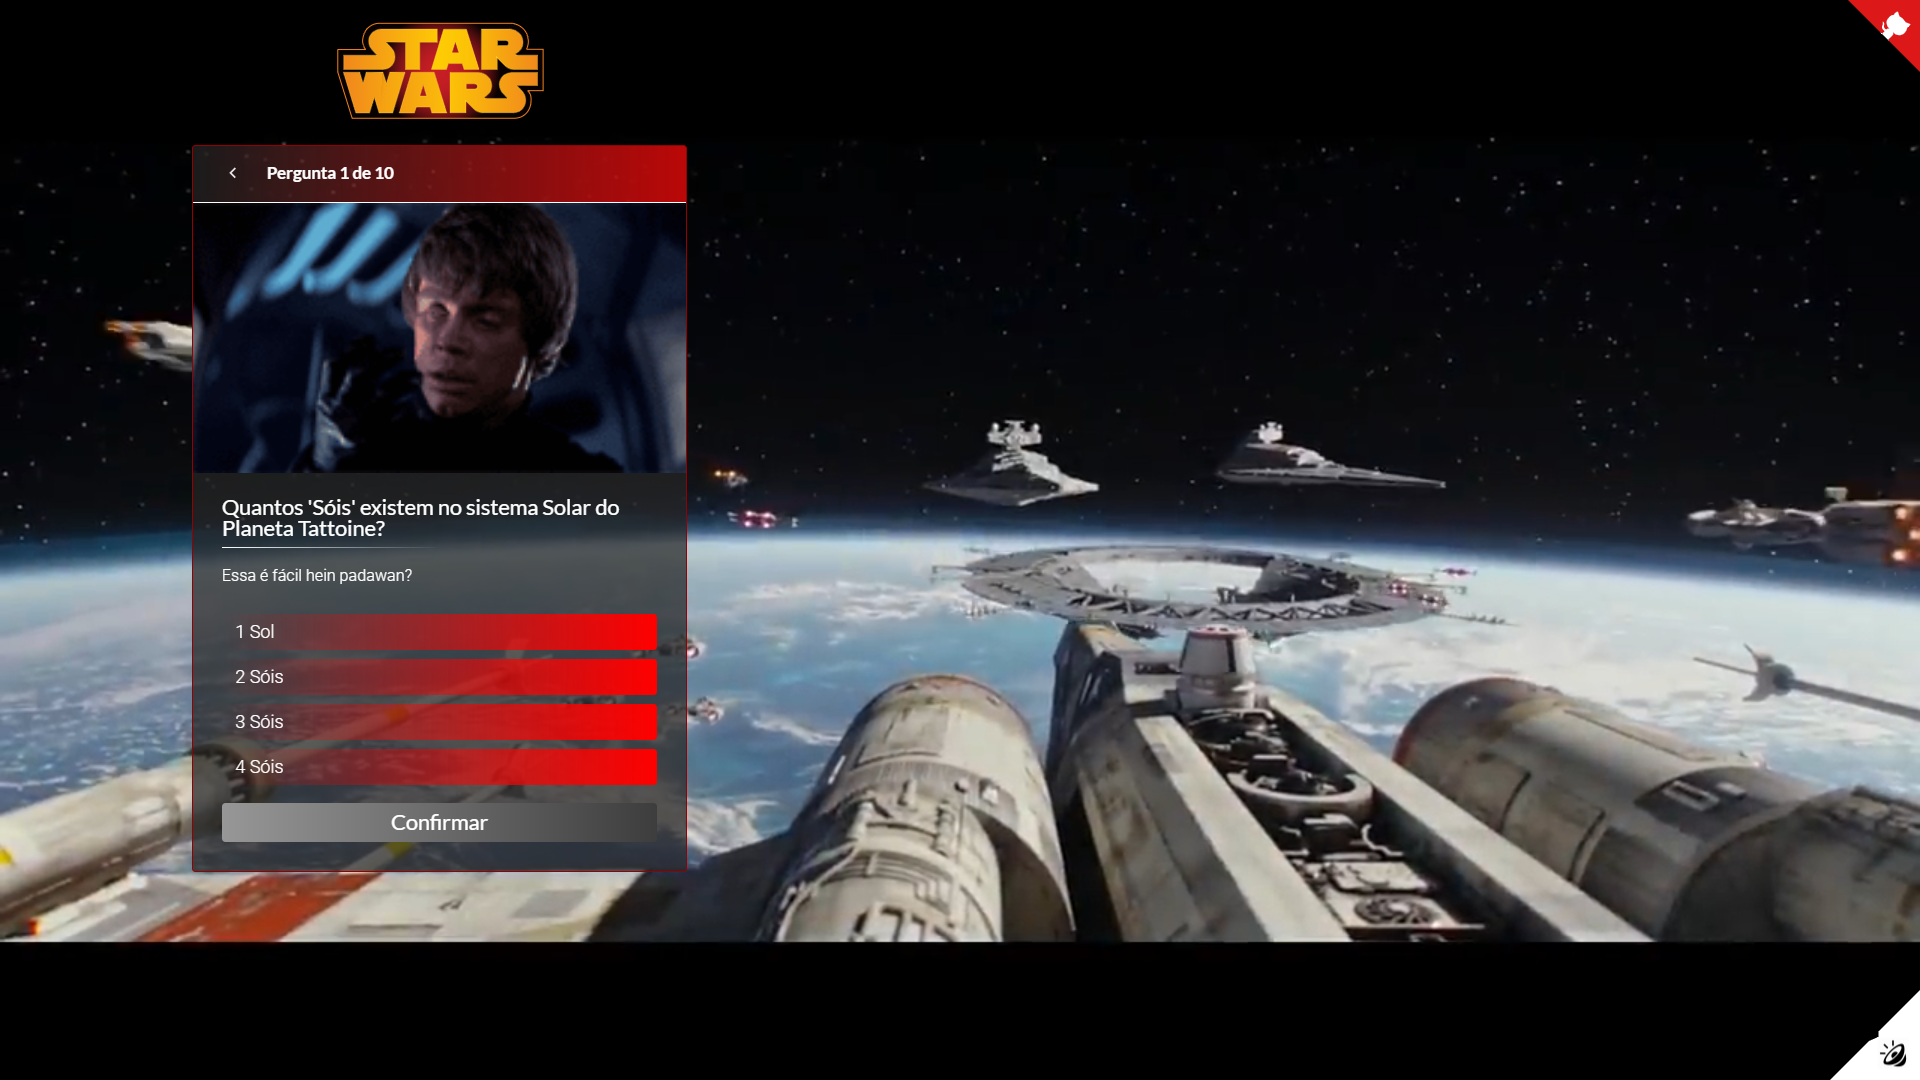 STAR
WARS
Pergunta 1 de 10
Quantos 'Sóis' existem no sistema Solar do
Planeta Tattoine?
Essa é fácil hein padawan?
1 Sol
2 Sóis
3 Sóis
4 Sóis
Confirmar